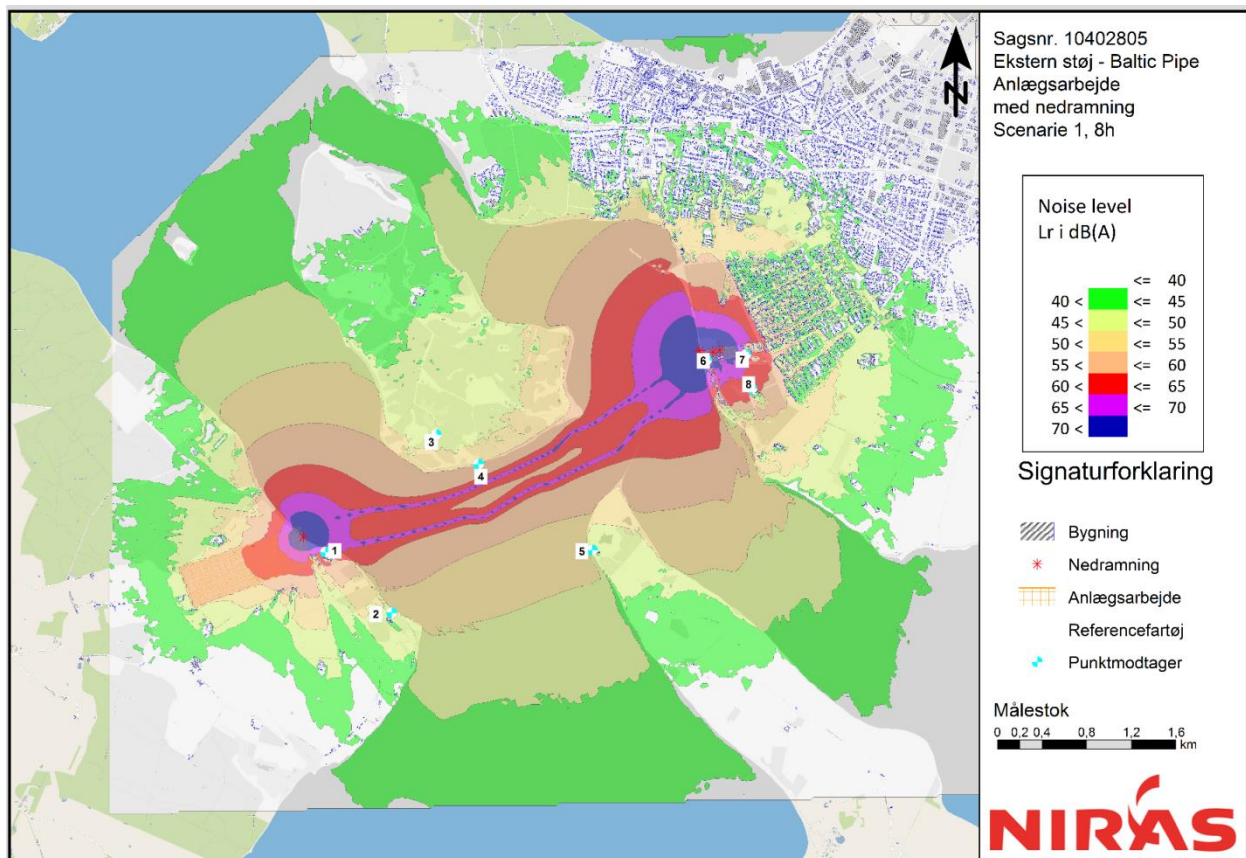 Sagsnr. 10402805
Ekstern støj - Baltic Pipe
Anlægsarbejde
med nedramning
Scenarie 1, 8h
N
Noise level
Lr i dB(A)
<= 40
40 < <= 45
45 < <= 50
50 < <= 55
55 < <= 60
60 < <= 65
65 < <= 70
70 <
Signaturforklaring
Bygning
Nedramning
Anlægsarbejde
Referencefartøj
Punktmodtager
Målestok
0 0,2 0,4 0,8 1,2 1,6
km
NIRAS
6
7
8
3
4
1
5
2